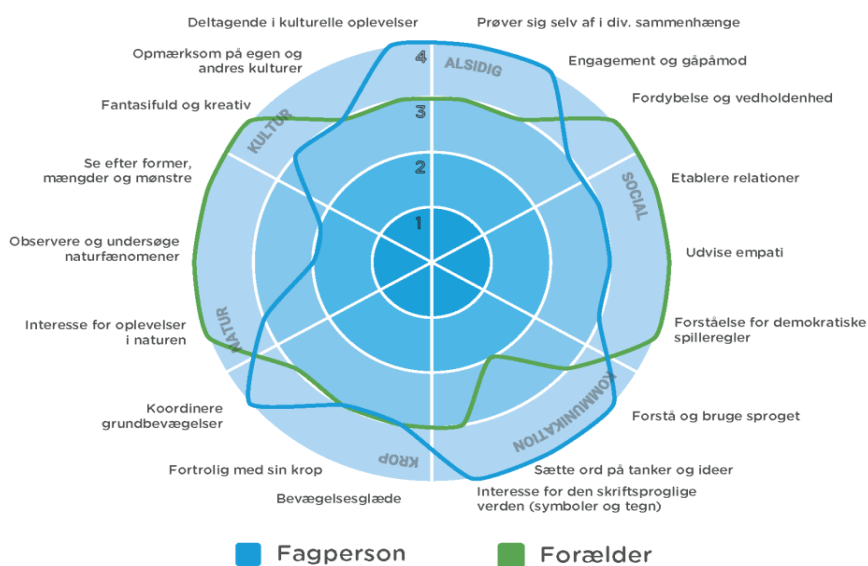 Deltagende i kulturelle oplevelser
Prøver sig selv af i div. sammenhænge
Opmærksom på egen og
andres kulturer
Engagement og gåpåmod
Fantasifuld og kreativ
Fordybelse og vedholdenhed
Se efter former,
mængder og mønstre
Etablere relationer
Observere og undersøge
naturfænomener
Udvise empati
Interesse for oplevelser
i naturen
Forståelse for demokratiske
spilleregler
Koordinere
grundbevægelser
Forstå og bruge sproget
Fortrolig med sin krop
Sætte ord på tanker og ideer
Bevægelsesglæde
Interesse for den skriftsproglige
verden (symboler og tegn)
4
3
2
1
ALSIDIG
SOCIAL
KOMMUNIKATION
KROP
NATUR
KULTUR
Fagperson
Forælder